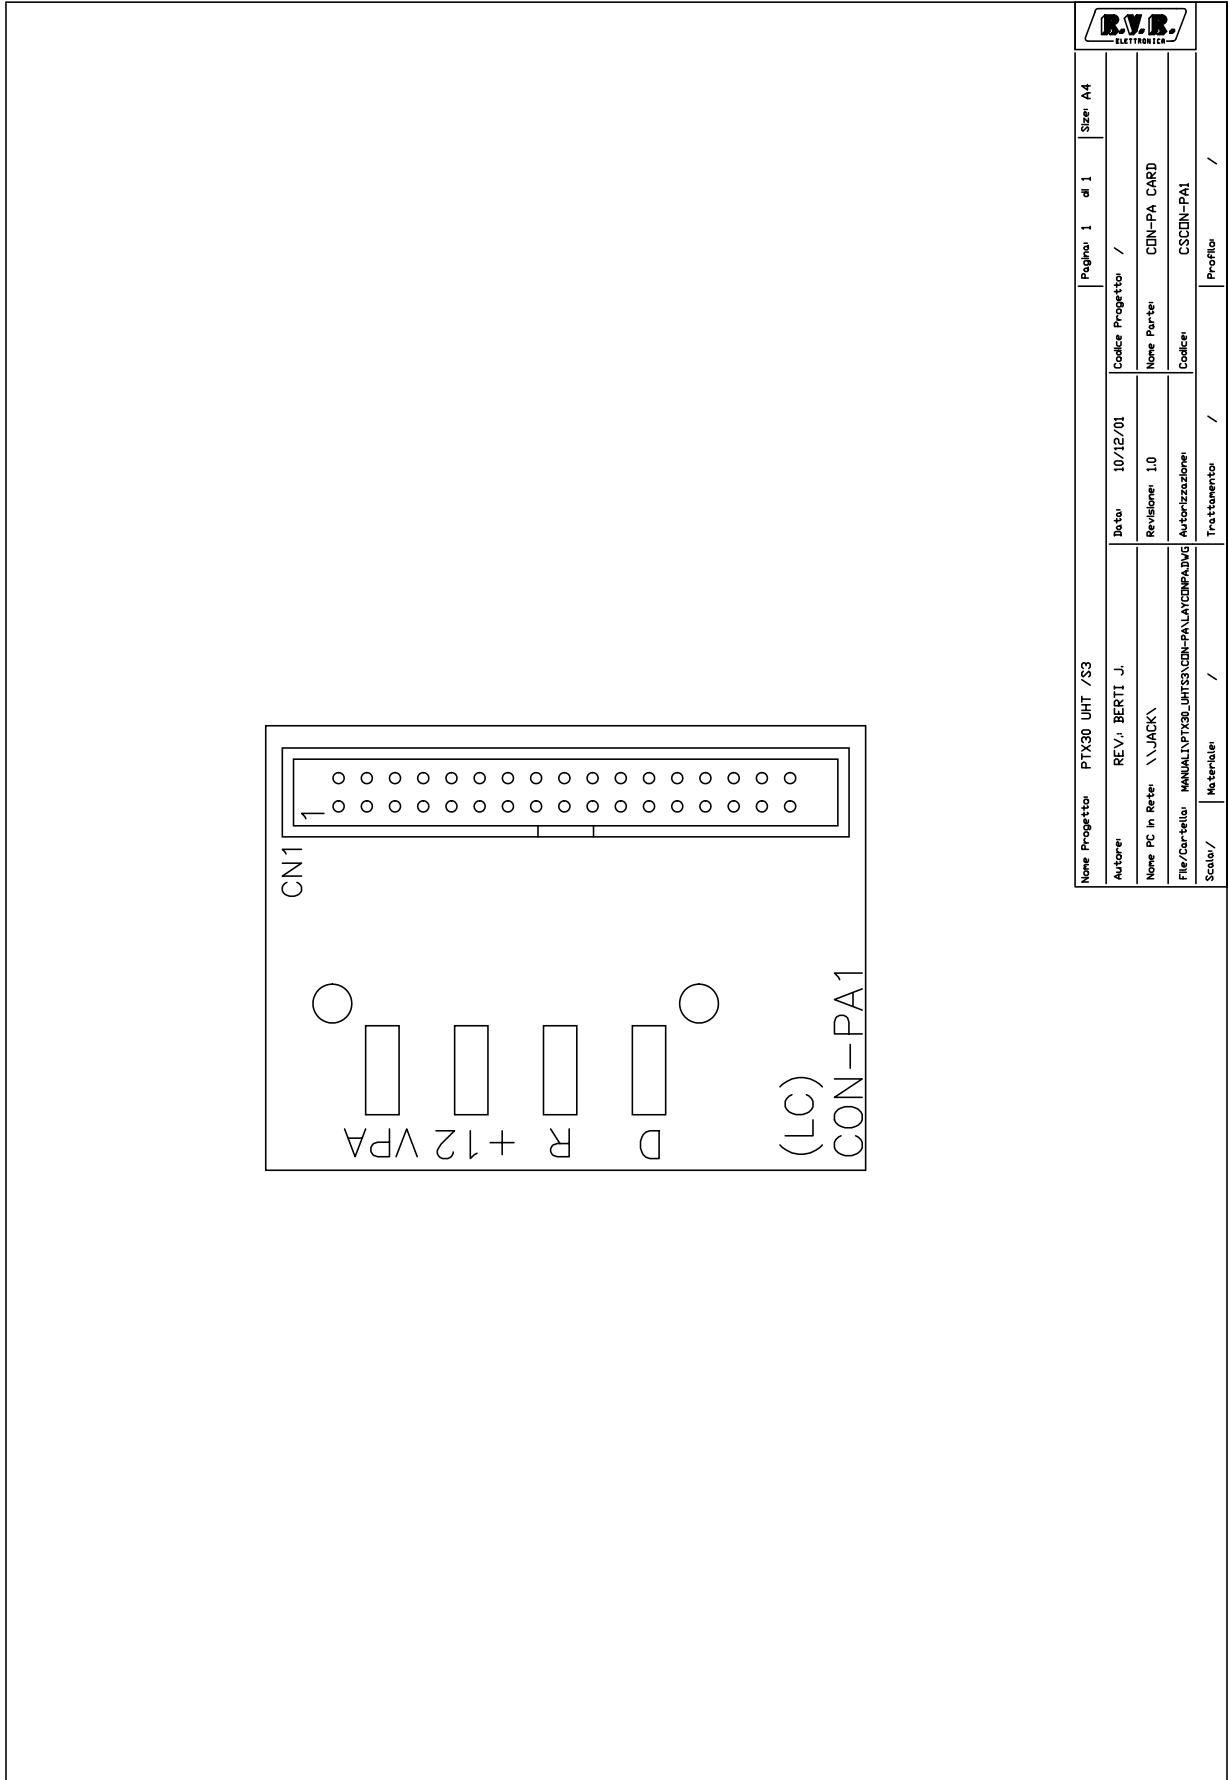 R.V.R.
ELETTRONICA
Nome Progetto: PTX30 UHT /S3
Pagina: 1 di 1
Size: A4
Autore: REV.: BERTI J.
Data: 10/12/01
Codice Progetto: /
Nome PC in Rete: \\JACK\
Revisione: 1.0
Nome Parte: CON-PA CARD
File/Cartella: MANUALI\PTX30_UHTS3\CON-PA\LAYCONPA.DWG
Autorizzazione:
Codice: CSCON-PA1
Scala: /
Materiale: /
Trattamento: /
Profilo: /
1
CN1
VPA
+12
R
D
(LC)
CON-PA1